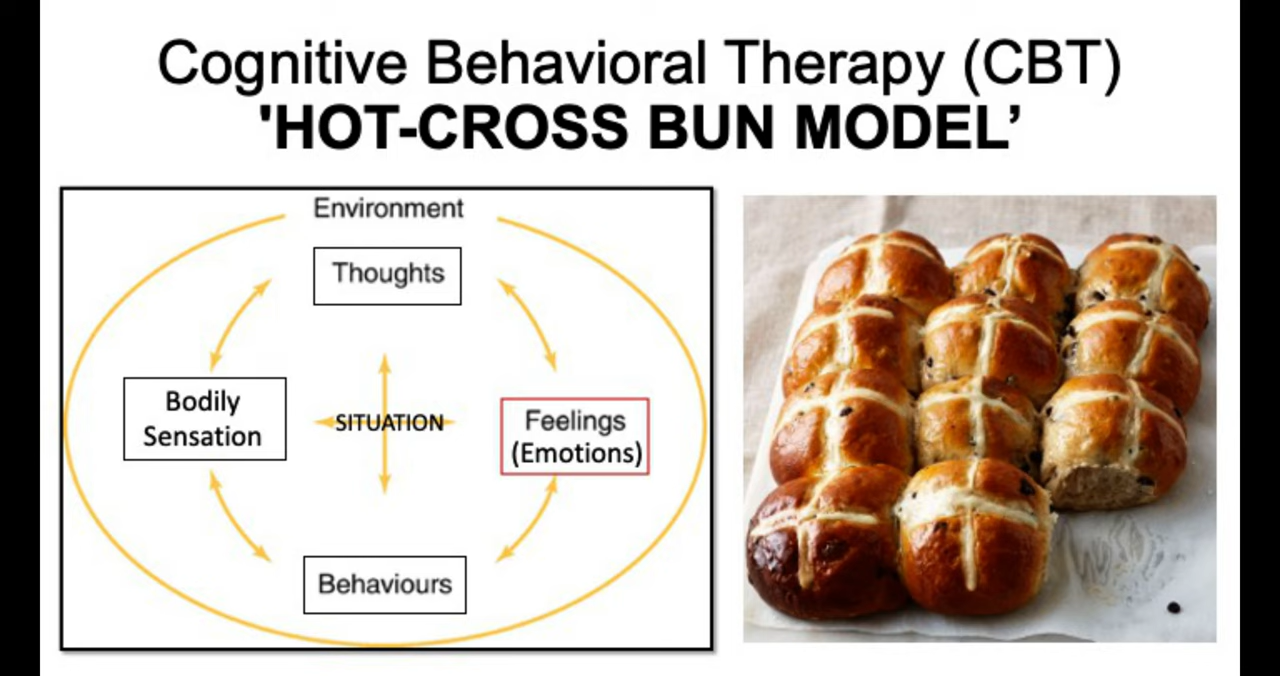 Cognitive Behavioral Therapy (CBT)
'HOT-CROSS BUN MODEL’
Environment
Thoughts
Bodily
Sensation
SITUATION
Feelings
(Emotions)
Behaviours